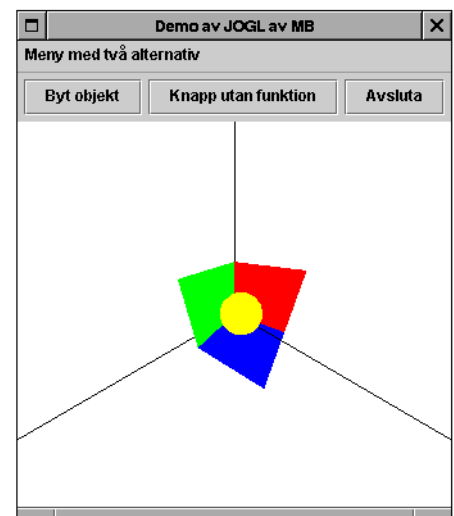 Demo av JOGL av MB
Meny med två alternativ
Byt objekt Knapp utan funktion Avsluta